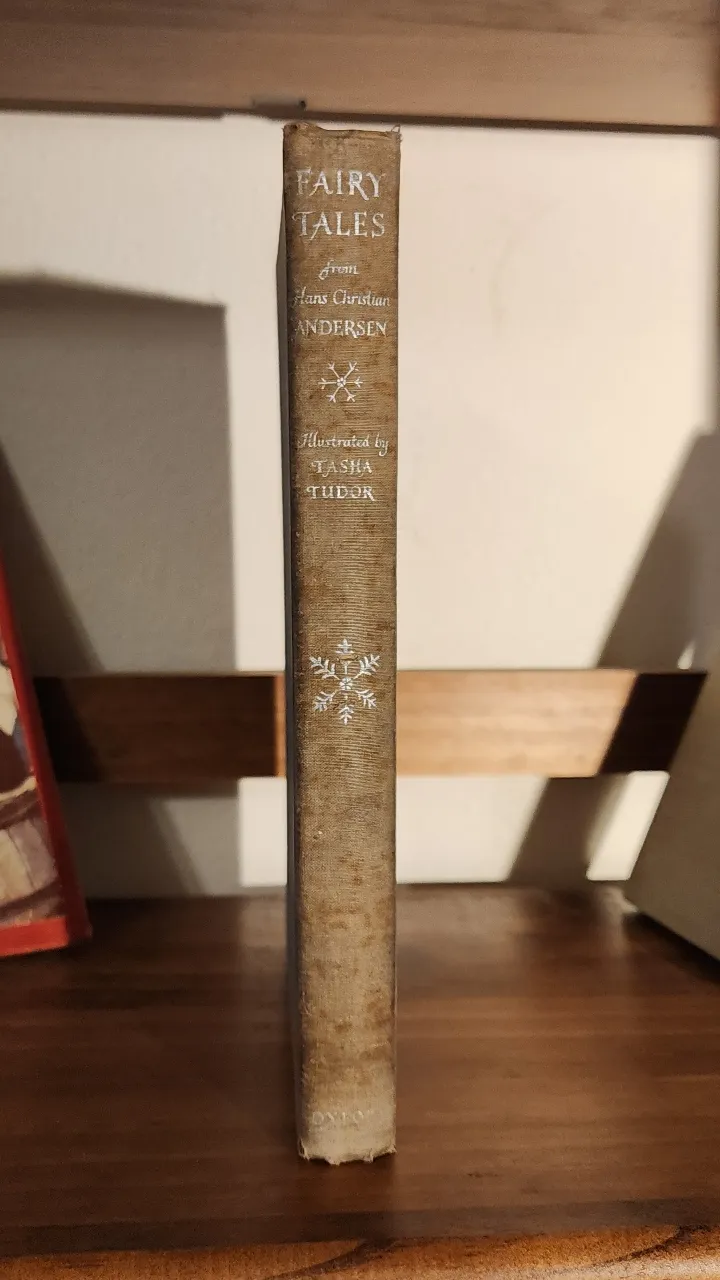 FAIRY
TALES
from
Hans Christian
ANDERSEN
Illustrated by
TASHA
TUDOR